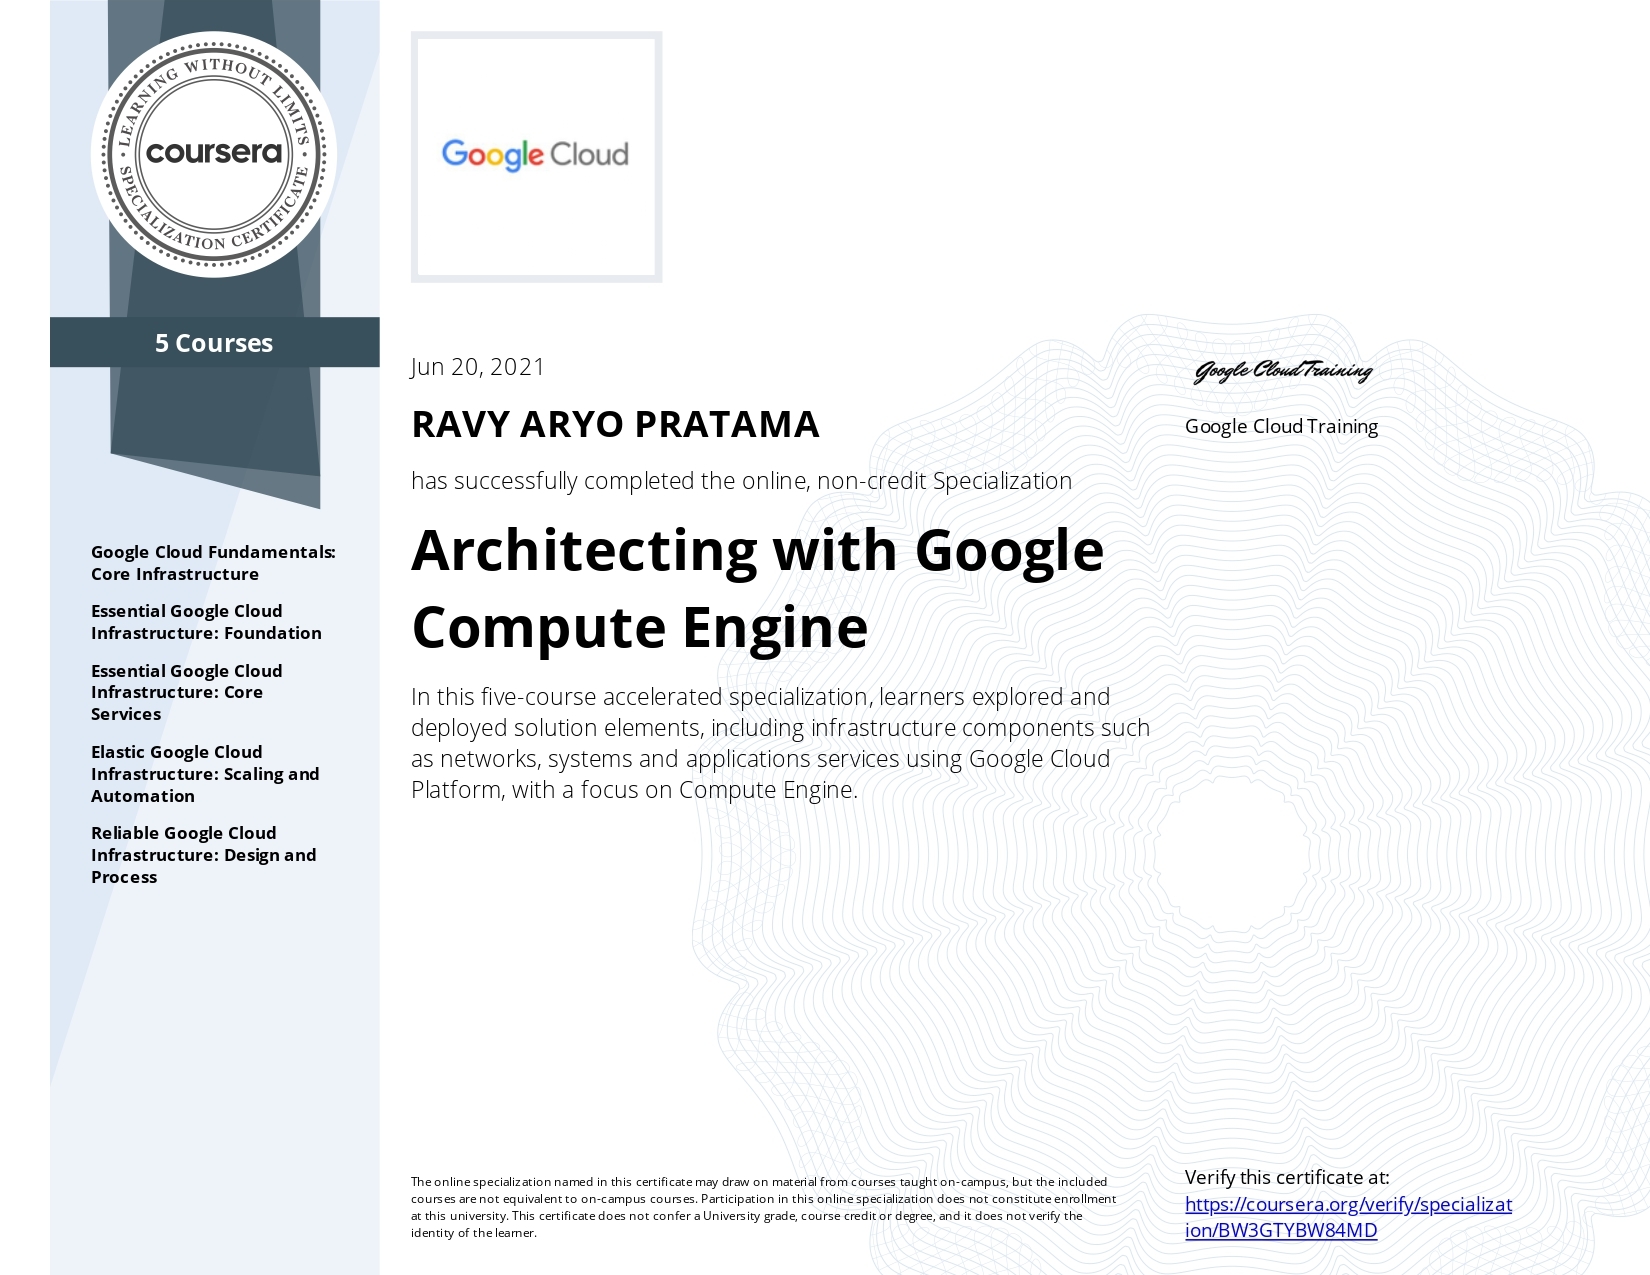 LEARNING WITHOUT LIMITS
coursera
SPECIALIZATION CERTIFICATE
5 Courses
Google Cloud Fundamentals:
Core Infrastructure
Essential Google Cloud
Infrastructure: Foundation
Essential Google Cloud
Infrastructure: Core
Services
Elastic Google Cloud
Infrastructure: Scaling and
Automation
Reliable Google Cloud
Infrastructure: Design and
Process
Google Cloud
Jun 20, 2021
RAVY ARYO PRATAMA
has successfully completed the online, non-credit Specialization
Architecting with Google
Compute Engine
In this five-course accelerated specialization, learners explored and
deployed solution elements, including infrastructure components such
as networks, systems and applications services using Google Cloud
Platform, with a focus on Compute Engine.
Google Cloud Training
Google Cloud Training
The online specialization named in this certificate may draw on material from courses taught on-campus, but the included
courses are not equivalent to on-campus courses. Participation in this online specialization does not constitute enrollment
at this university. This certificate does not confer a University grade, course credit or degree, and it does not verify the
identity of the learner.
Verify this certificate at:
https://coursera.org/verify/specializat
ion/BW3GTYBW84MD